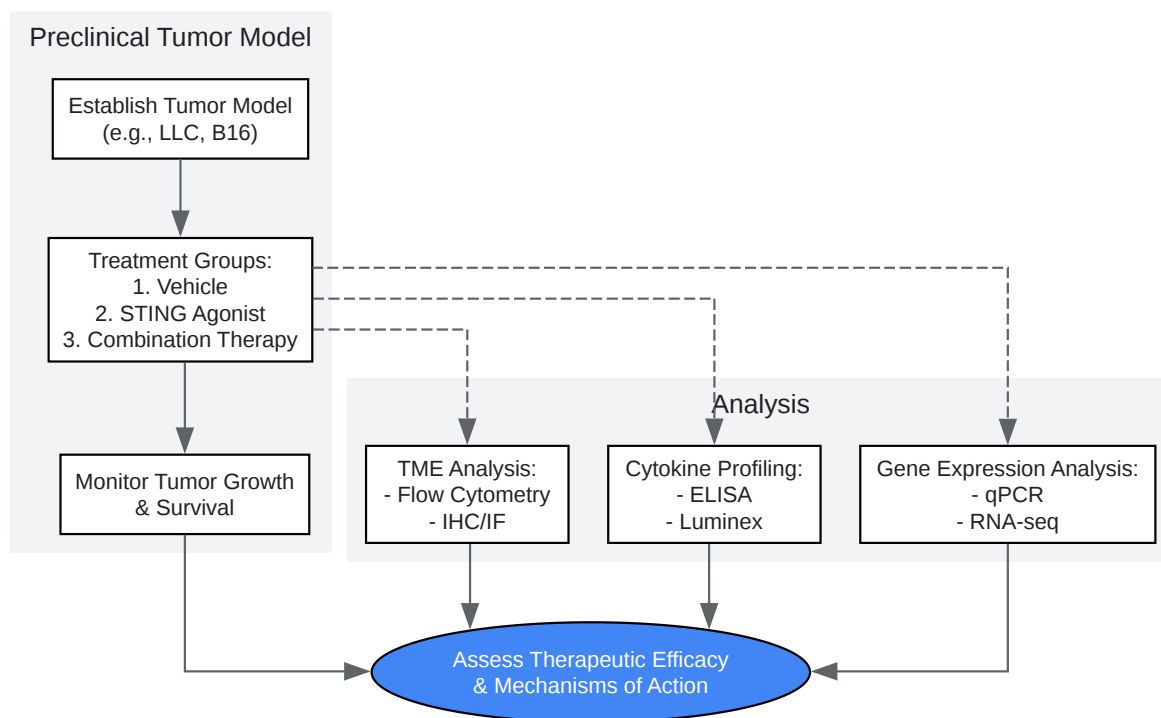 Preclinical Tumor Model
Establish Tumor Model
(e.g., LLC, B16)
Treatment Groups:
1. Vehicle
2. STING Agonist
3. Combination Therapy
Monitor Tumor Growth
& Survival
Analysis
TME Analysis:
- Flow Cytometry
- IHC/IF
Cytokine Profiling:
- ELISA
- Luminex
Gene Expression Analysis:
- qPCR
- RNA-seq
Assess Therapeutic Efficacy
& Mechanisms of Action